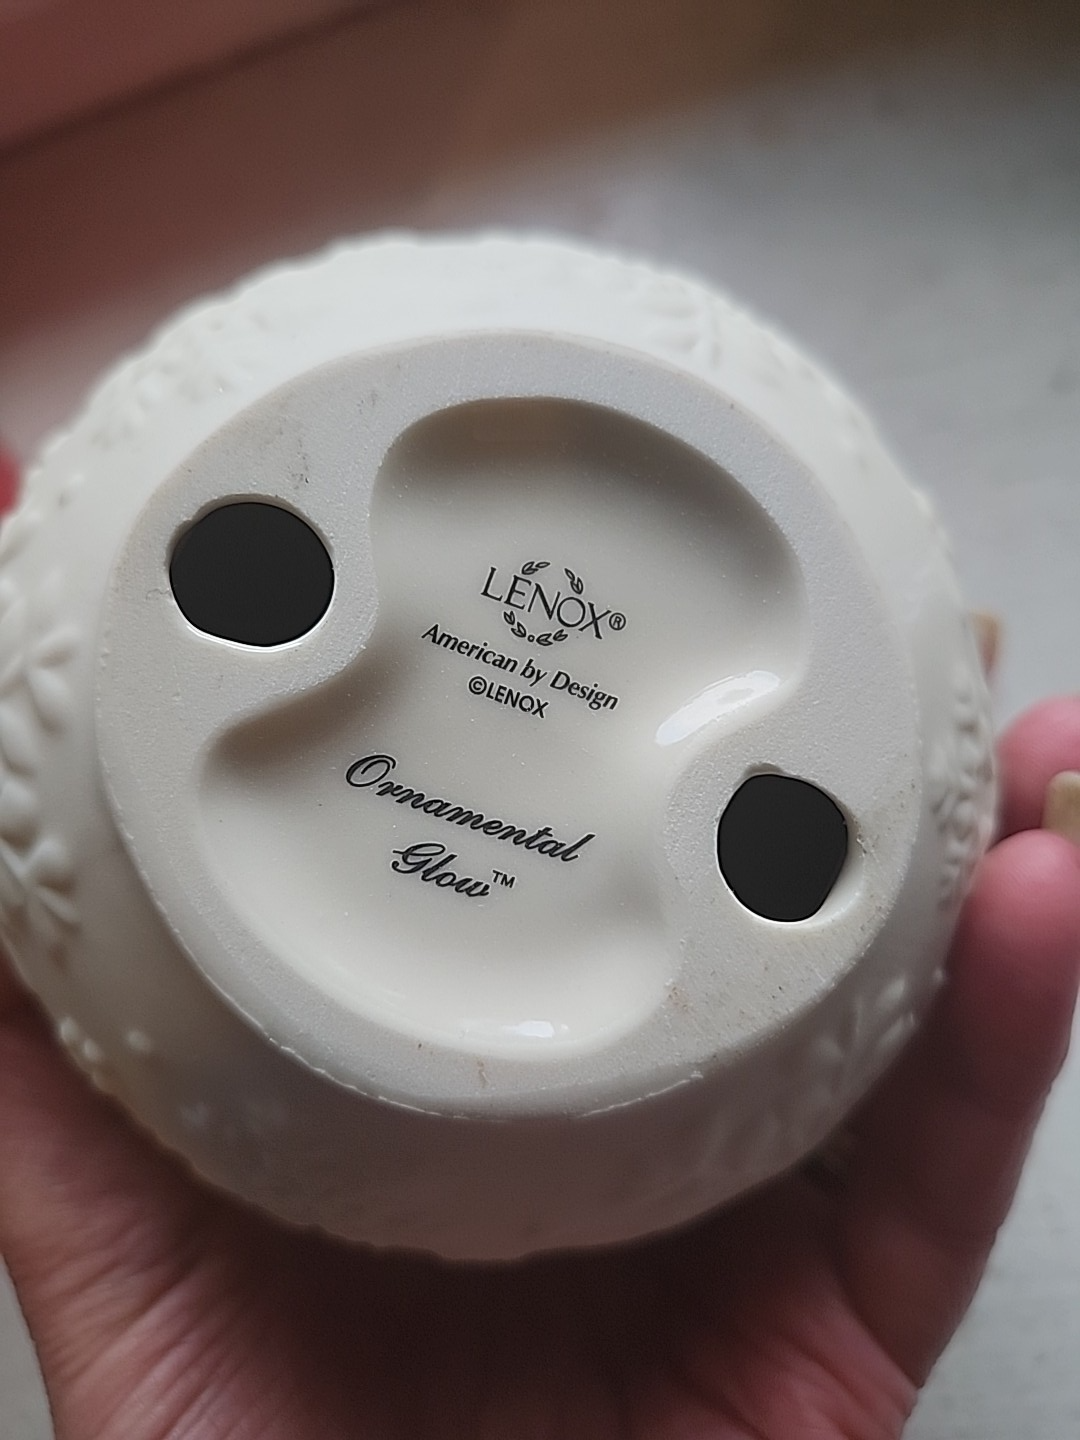 LENOX®
American by Design
©LENOX
Ornamental
Glow™